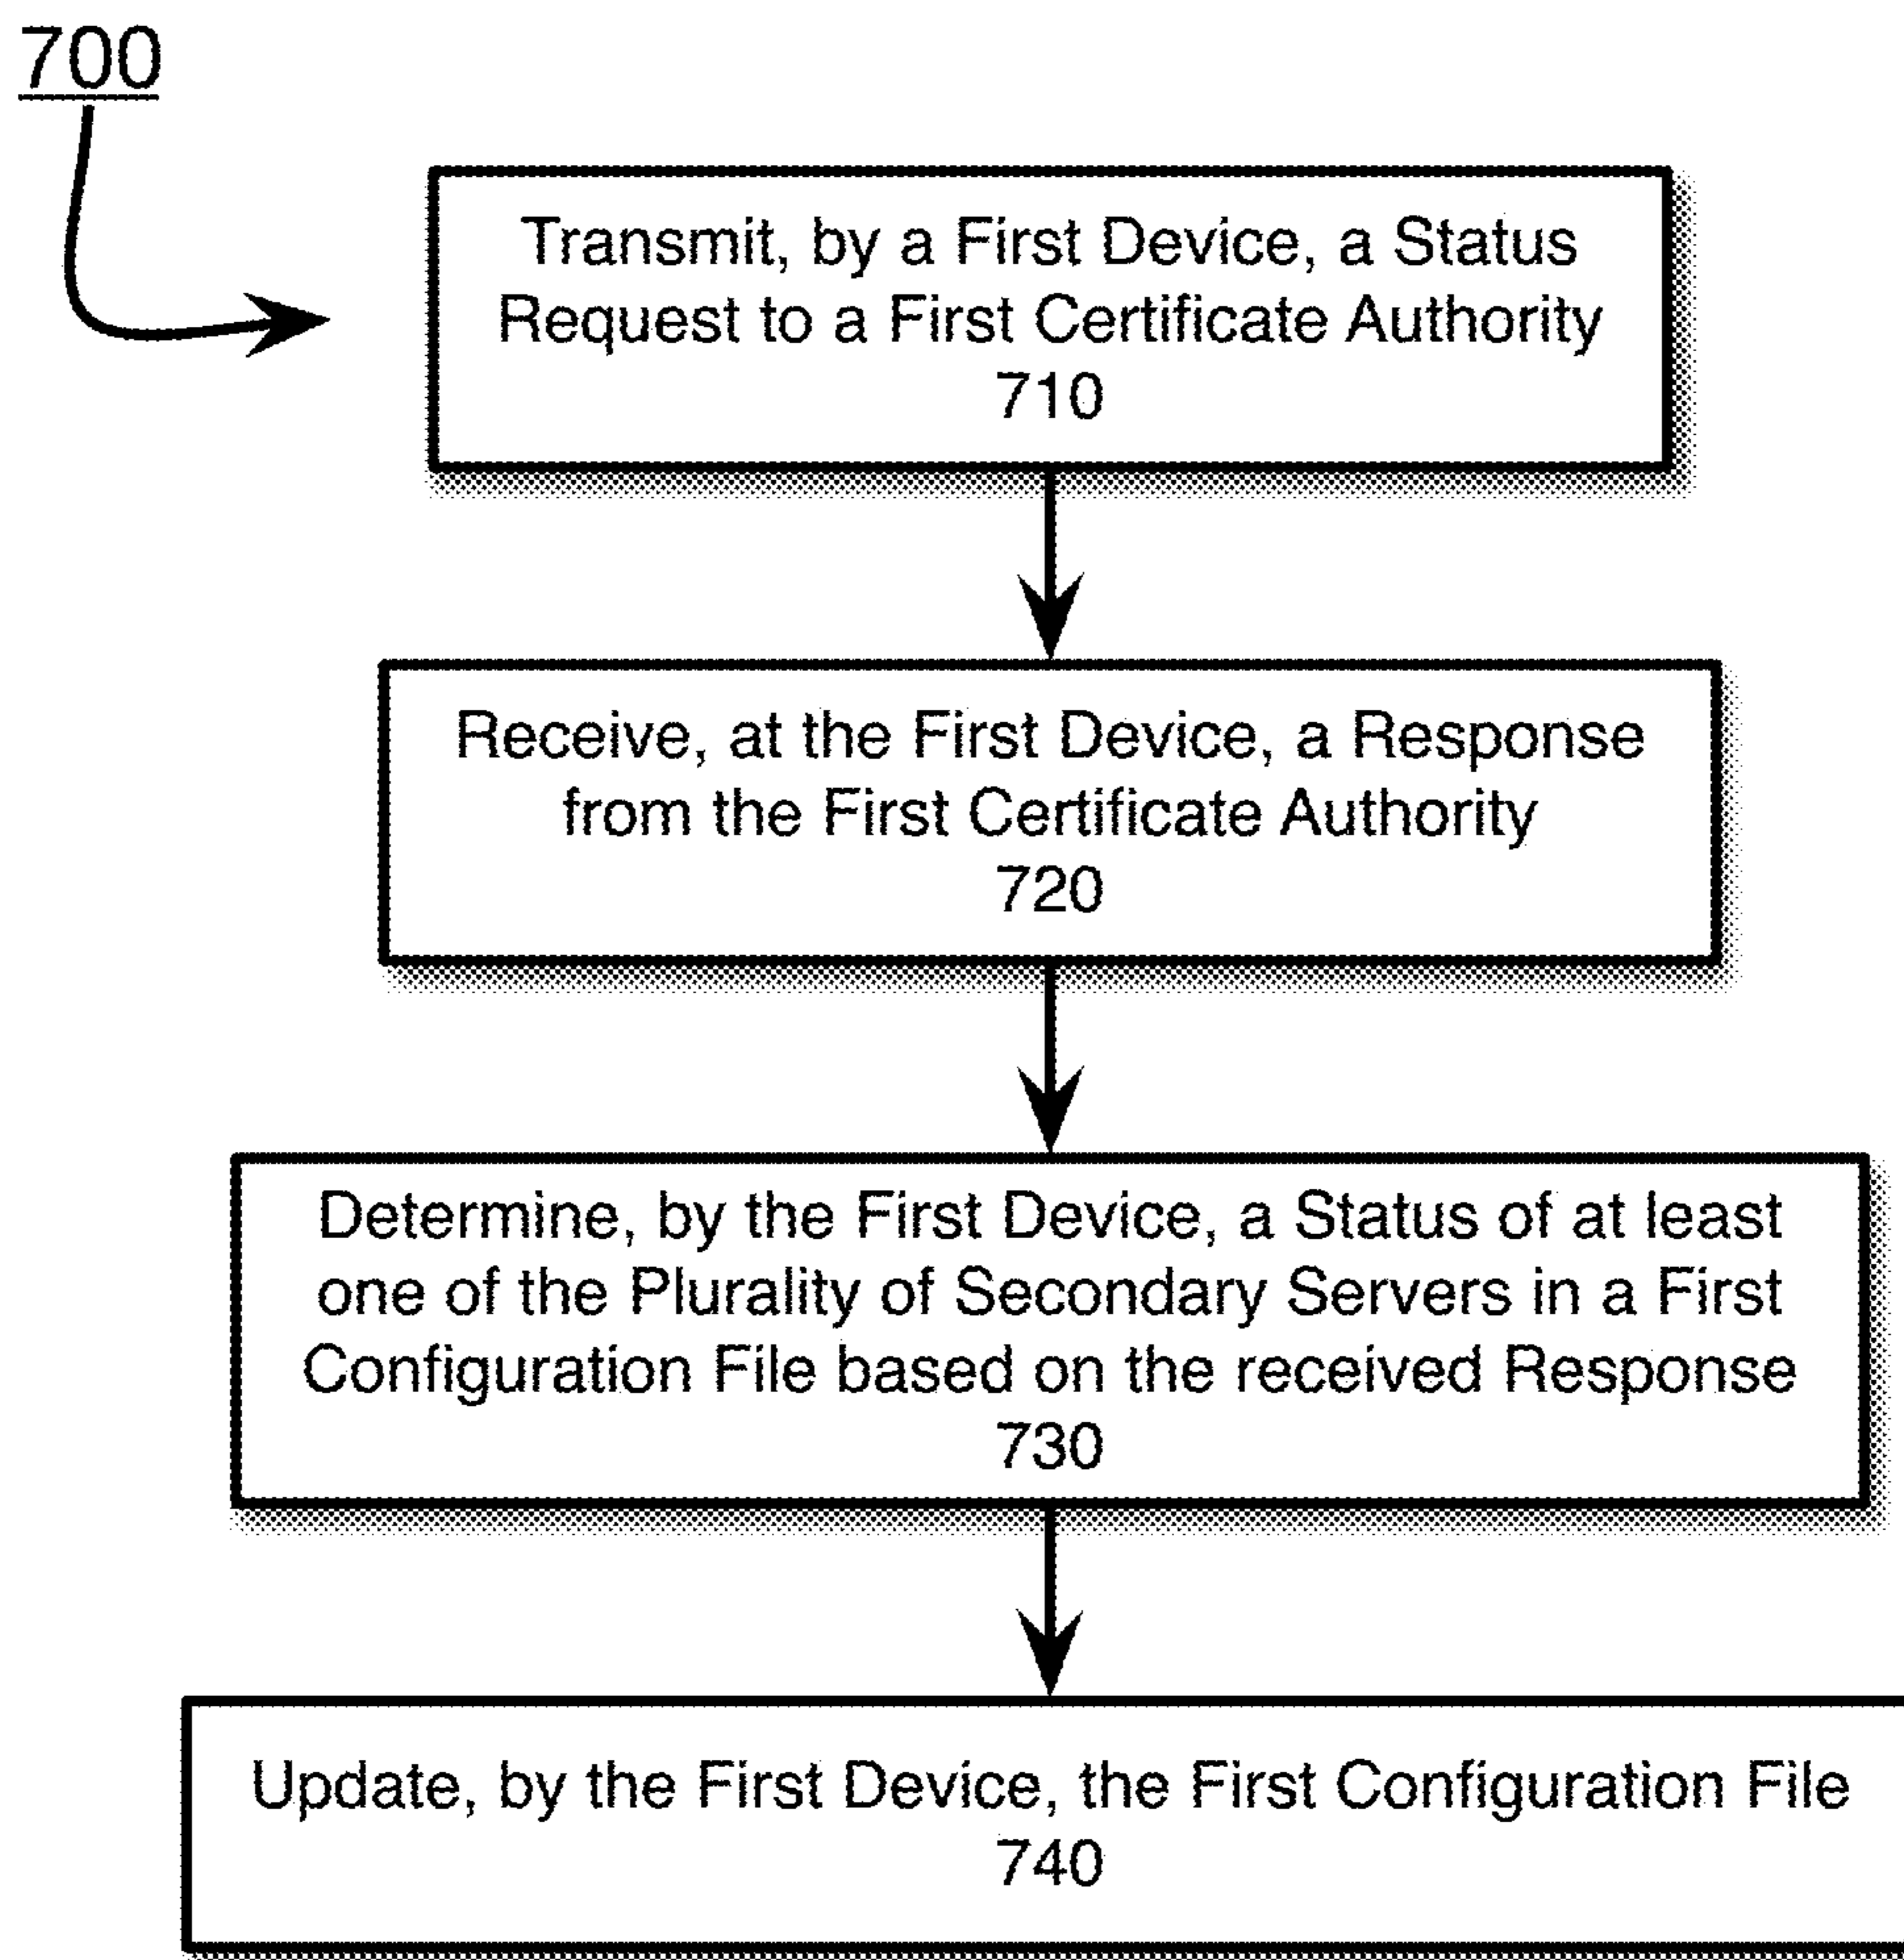 700
Transmit, by a First Device, a Status
Request to a First Certificate Authority
710
Receive, at the First Device, a Response
from the First Certificate Authority
720
Determine, by the First Device, a Status of at least
one of the Plurality of Secondary Servers in a First
Configuration File based on the received Response
730
Update, by the First Device, the First Configuration File
740